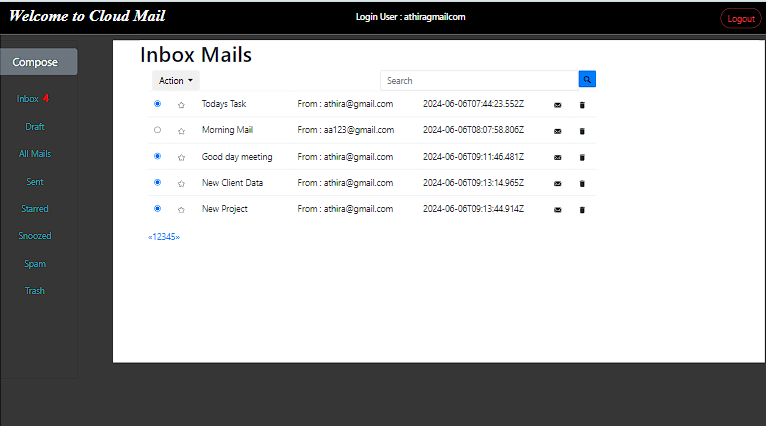 Welcome to Cloud Mail
Login User : athiragmailcom
Logout
Compose
Inbox 4
Draft
All Mails
Sent
Starred
Snoozed
Spam
Trash
Inbox Mails
Action
Search
Todays Task From : athira@gmail.com 2024-06-06T07:44:23.552Z
Morning Mail From : aa123@gmail.com 2024-06-06T08:07:58.806Z
Good day meeting From : athira@gmail.com 2024-06-06T09:11:46.481Z
New Client Data From : athira@gmail.com 2024-06-06T09:13:14.965Z
New Project From : athira@gmail.com 2024-06-06T09:13:44.914Z
«12345»